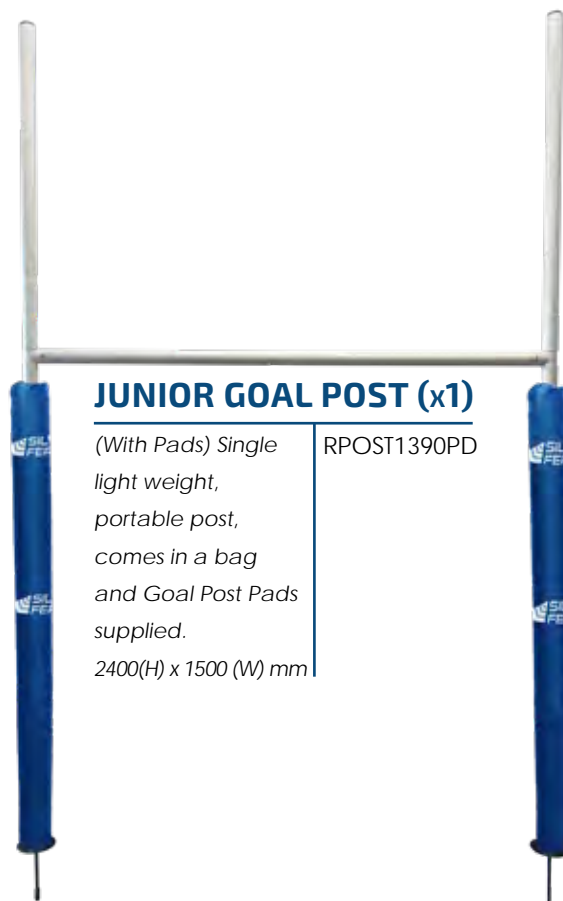 JUNIOR GOAL POST (x1)
(With Pads) Single
light weight,
portable post,
comes in a bag
and Goal Post Pads
supplied.
2400(H) x 1500 (W) mm
RPOST1390PD